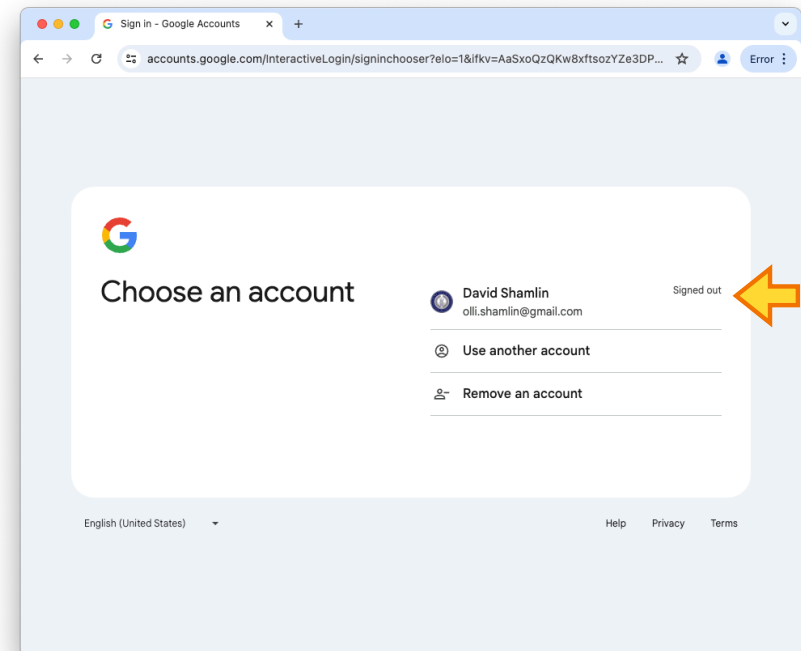 Sign in - Google Accounts
accounts.google.com/InteractiveLogin/signinchooser?elo=1&ifkv=AaSxoQzQKw8xftsozYZe3DP...
Error
Choose an account
David Shamlin
Signed out
olli.shamlin@gmail.com
Use another account
Remove an account
English (United States)
Help Privacy Terms